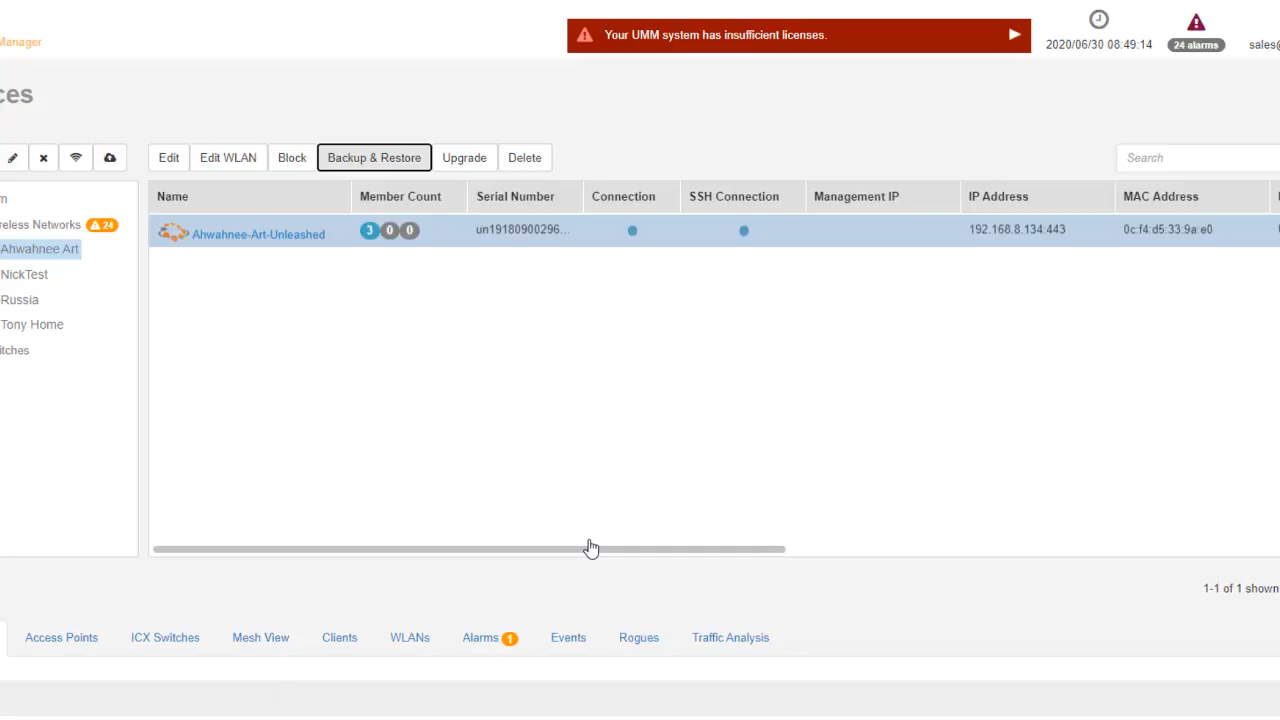 Manager
Your UMM system has insufficient licenses.
2020/06/30 08:49:14
24 alarms
sales@
ces
Edit
Edit WLAN
Block
Backup & Restore
Upgrade
Delete
Search
Name
Member Count
Serial Number
Connection
SSH Connection
Management IP
IP Address
MAC Address
m
reless Networks 24
Ahwahnee Art
NickTest
Russia
Tony Home
itches
Ahwahnee-Art-Unleashed
3 0 0
un19180900296...
192.168.8.134:443
0c:f4:d5:33:9a:e0
1-1 of 1 shown
Access Points
ICX Switches
Mesh View
Clients
WLANs
Alarms 1
Events
Rogues
Traffic Analysis